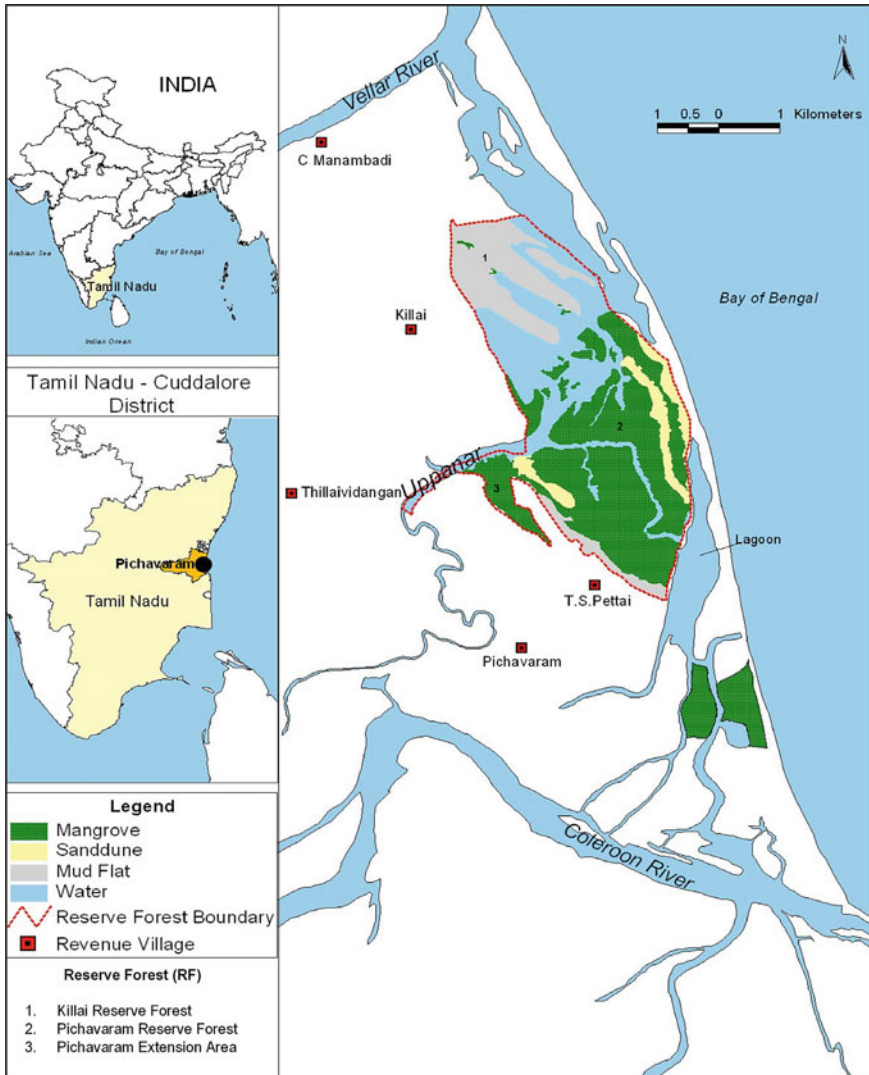 INDIA
Arabian Sea
Bay of Bengal
Tamil Nadu
Indian Ocean
Tamil Nadu - Cuddalore
District
Pichavaram
Tamil Nadu
Legend
Mangrove
Sanddune
Mud Flat
Water
Reserve Forest Boundary
Revenue Village
Reserve Forest (RF)
1. Killai Reserve Forest
2. Pichavaram Reserve Forest
3. Pichavaram Extension Area
N
1 0.5 0 1 Kilometers
Vellar River
C Manambadi
1
Killai
Bay of Bengal
2
Uppanar
Thillaividangan
3
Lagoon
T.S.Pettai
Pichavaram
Coleroon River